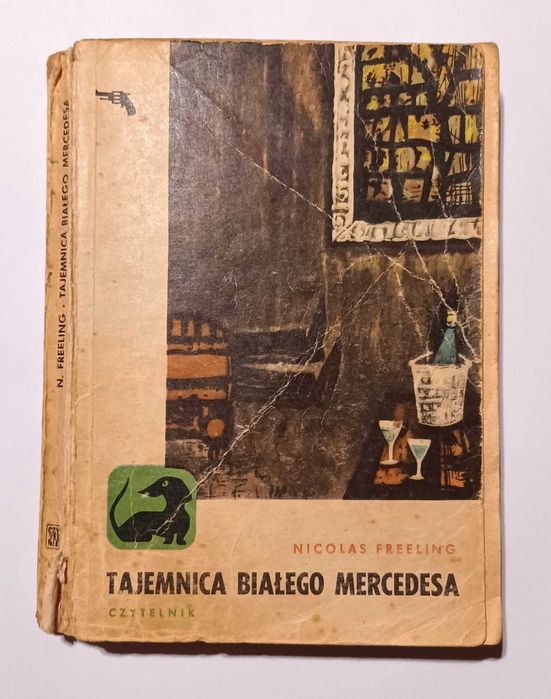 N. FREELING · TAJEMNICA BIAŁEGO MERCEDESA
NICOLAS FREELING
TAJEMNICA BIAŁEGO MERCEDESA
CZYTELNIK